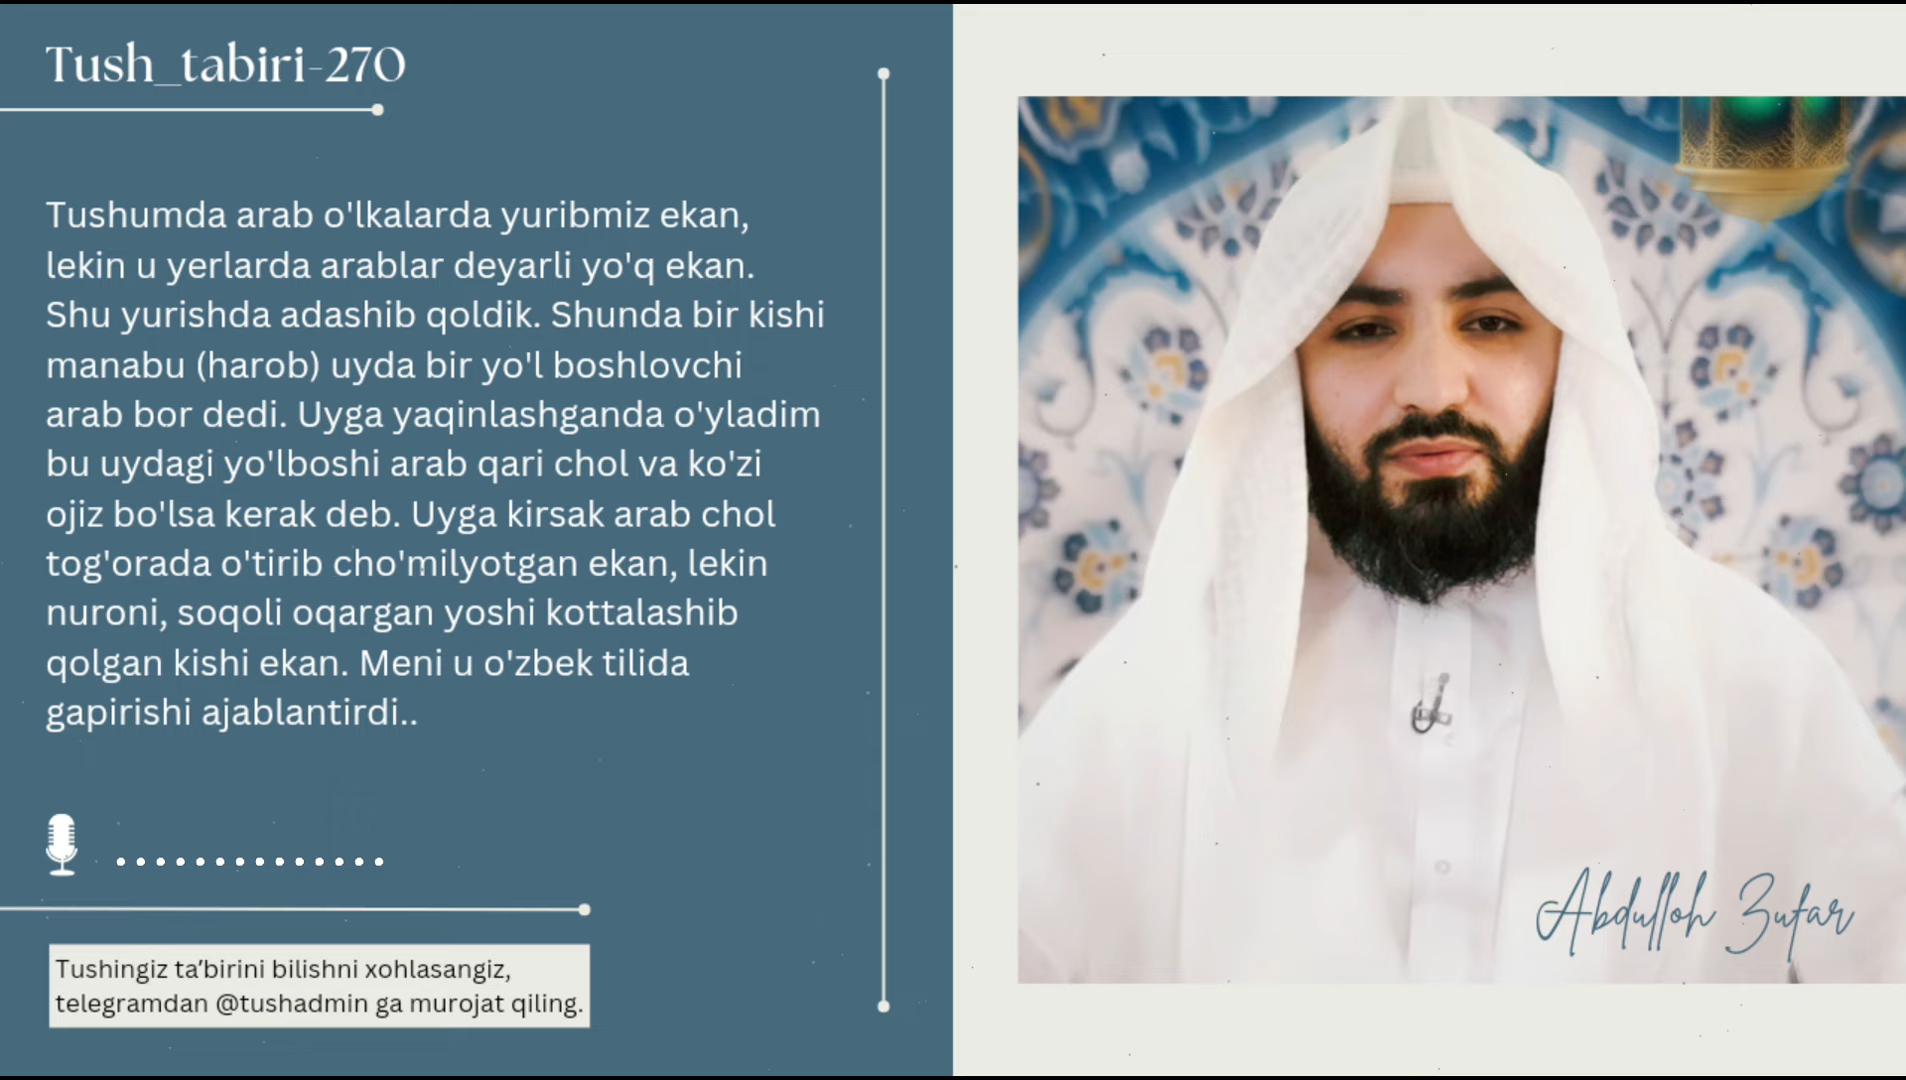 Tush_tabiri-270
Tushumda arab o'lkalarda yuribmiz ekan,
lekin u yerlarda arablar deyarli yo'q ekan.
Shu yurishda adashib qoldik. Shunda bir kishi
manabu (harob) uyda bir yo'l boshlovchi
arab bor dedi. Uyga yaqinlashganda o'yladim
bu uydagi yo'lboshi arab qari chol va ko'zi
ojiz bo'lsa kerak deb. Uyga kirsak arab chol
tog'orada o'tirib cho'milyotgan ekan, lekin
nuroni, soqoli oqargan yoshi kottalashib
qolgan kishi ekan. Meni u o'zbek tilida
gapirishi ajablantirdi..
Tushingiz ta’birini bilishni xohlasangiz,
telegramdan @tushadmin ga murojat qiling.
Abdulloh Zufar